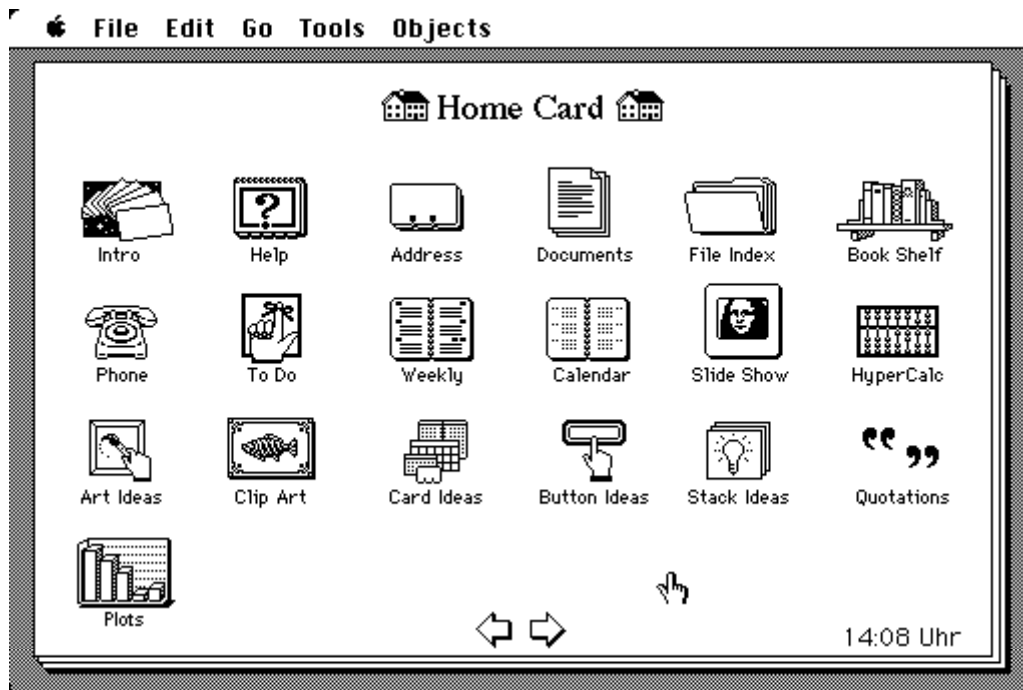 File Edit Go Tools Objects
Home Card
Intro Help Address Documents File Index Book Shelf
Phone To Do Weekly Calendar Slide Show HyperCalc
Art Ideas Clip Art Card Ideas Button Ideas Stack Ideas Quotations
Plots
14:08 Uhr